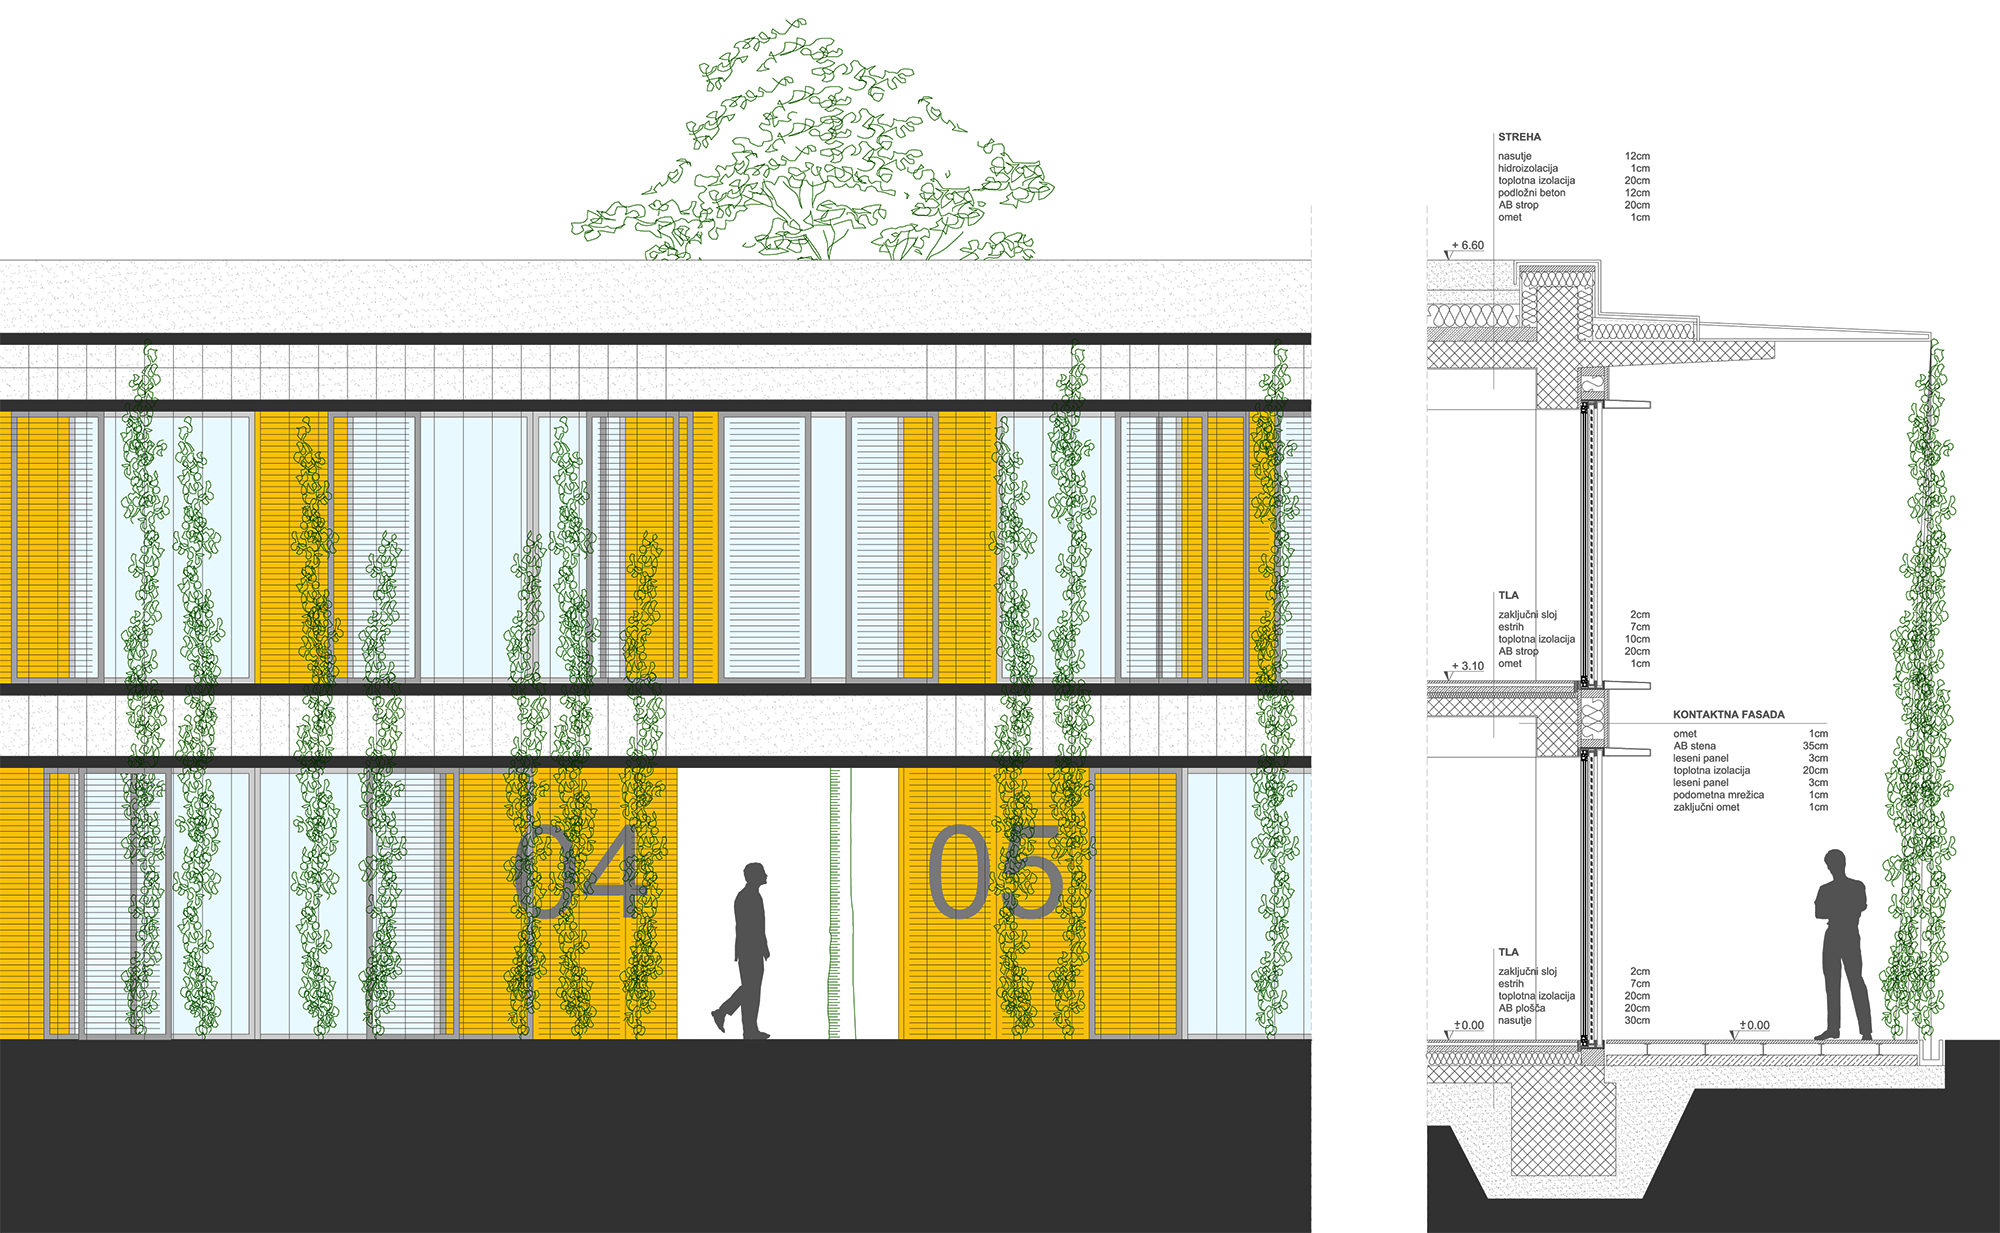 STREHA
nasutje 12cm
hidroizolacija 1cm
toplotna izolacija 20cm
podložni beton 12cm
AB strop 20cm
omet 1cm
+ 6.60
TLA
zaključni sloj 2cm
estrih 7cm
toplotna izolacija 10cm
AB strop 20cm
omet 1cm
+ 3.10
KONTAKTNA FASADA
omet 1cm
AB stena 35cm
leseni panel 3cm
toplotna izolacija 20cm
leseni panel 3cm
podometna mrežica 1cm
zaključni omet 1cm
04 05
TLA
zaključni sloj 2cm
estrih 7cm
toplotna izolacija 20cm
AB plošča 20cm
nasutje 30cm
±0.00 ±0.00